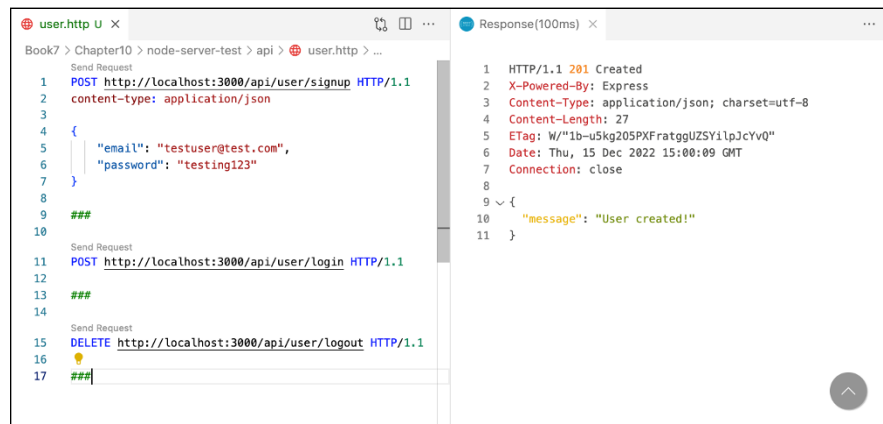 user.http U ×
Book7 > Chapter10 > node-server-test > api > user.http > ...
Send Request
1 POST http://localhost:3000/api/user/signup HTTP/1.1
2 content-type: application/json
3
4 {
5 "email": "testuser@test.com",
6 "password": "testing123"
7 }
8
9 ###
10
Send Request
11 POST http://localhost:3000/api/user/login HTTP/1.1
12
13 ###
14
Send Request
15 DELETE http://localhost:3000/api/user/logout HTTP/1.1
16
17 ###
Response(100ms) ×
1 HTTP/1.1 201 Created
2 X-Powered-By: Express
3 Content-Type: application/json; charset=utf-8
4 Content-Length: 27
5 ETag: W/"1b-u5kg2O5PXFratggUZSYilpJcYvQ"
6 Date: Thu, 15 Dec 2022 15:00:09 GMT
7 Connection: close
8
9 {
10 "message": "User created!"
11 }